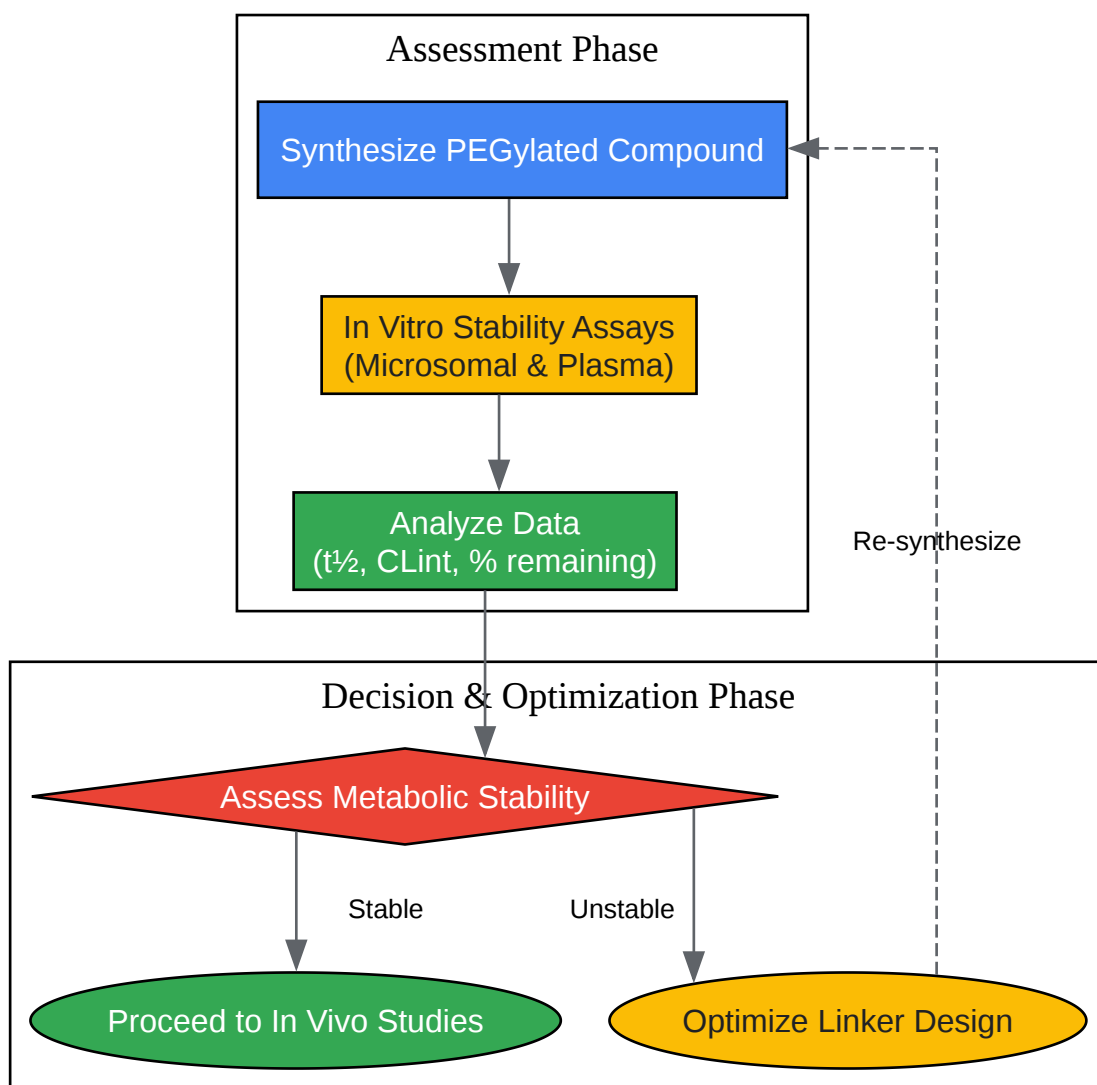 Assessment Phase
Synthesize PEGylated Compound
In Vitro Stability Assays
(Microsomal & Plasma)
Analyze Data
(t½, CLint, % remaining)
Re-synthesize
Decision & Optimization Phase
Assess Metabolic Stability
Stable
Unstable
Proceed to In Vivo Studies
Optimize Linker Design